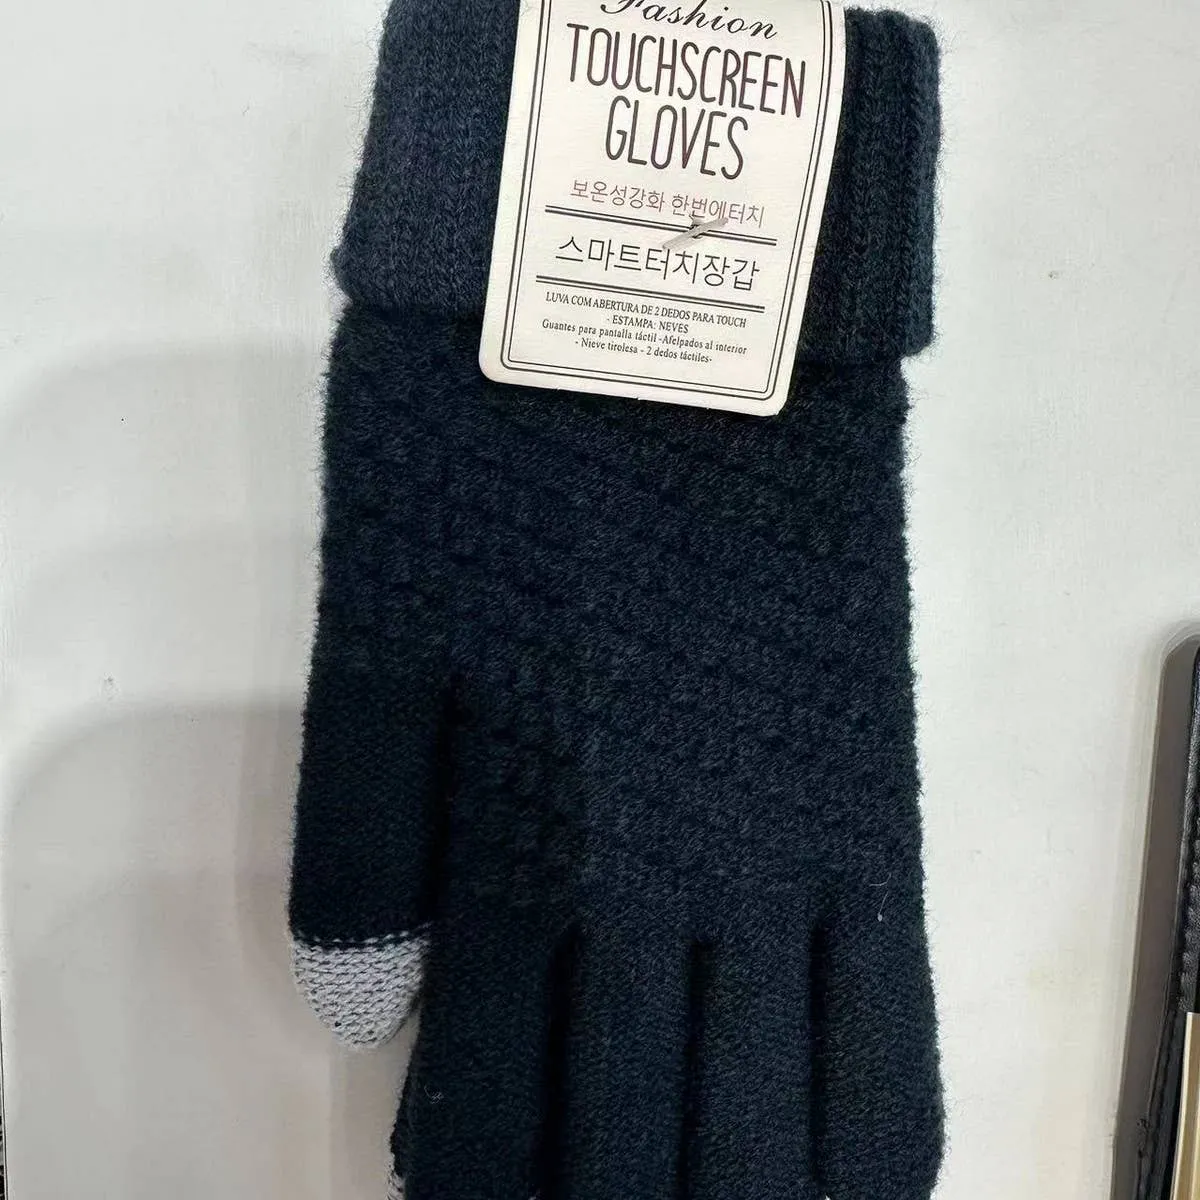 Fashion
TOUCHSCREEN
GLOVES
보온성강화 한번에터치
스마트터치장갑
LUVA COM ABERTURA DE 2 DEDOS PARA TOUCH
- ESTAMPA: NEVES
Guantes para pantalla táctil -Afelpados al interior
- Nieve tirolesa - 2 dedos táctiles-